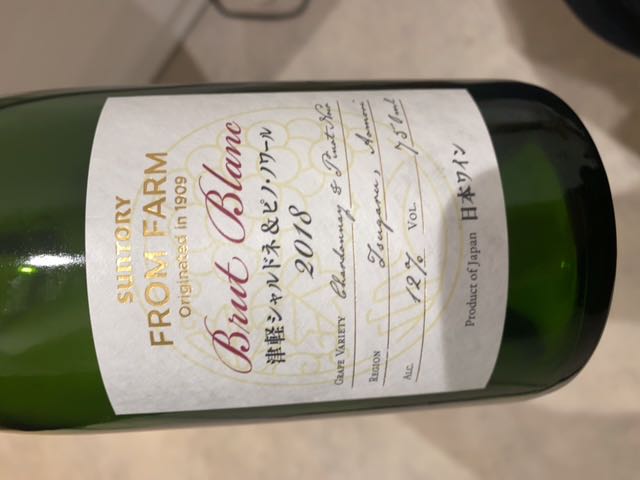 SUNTORY
FROM FARM
Originated in 1909
Brut Blanc
津軽シャルドネ&ピノ・ノワール
2018
GRAPE VARIETY Chardonnay & Pinot Noir
REGION Tsugaru, Aomori
ALC. 12% VOL. 751ml
Product of Japan 日本ワイン